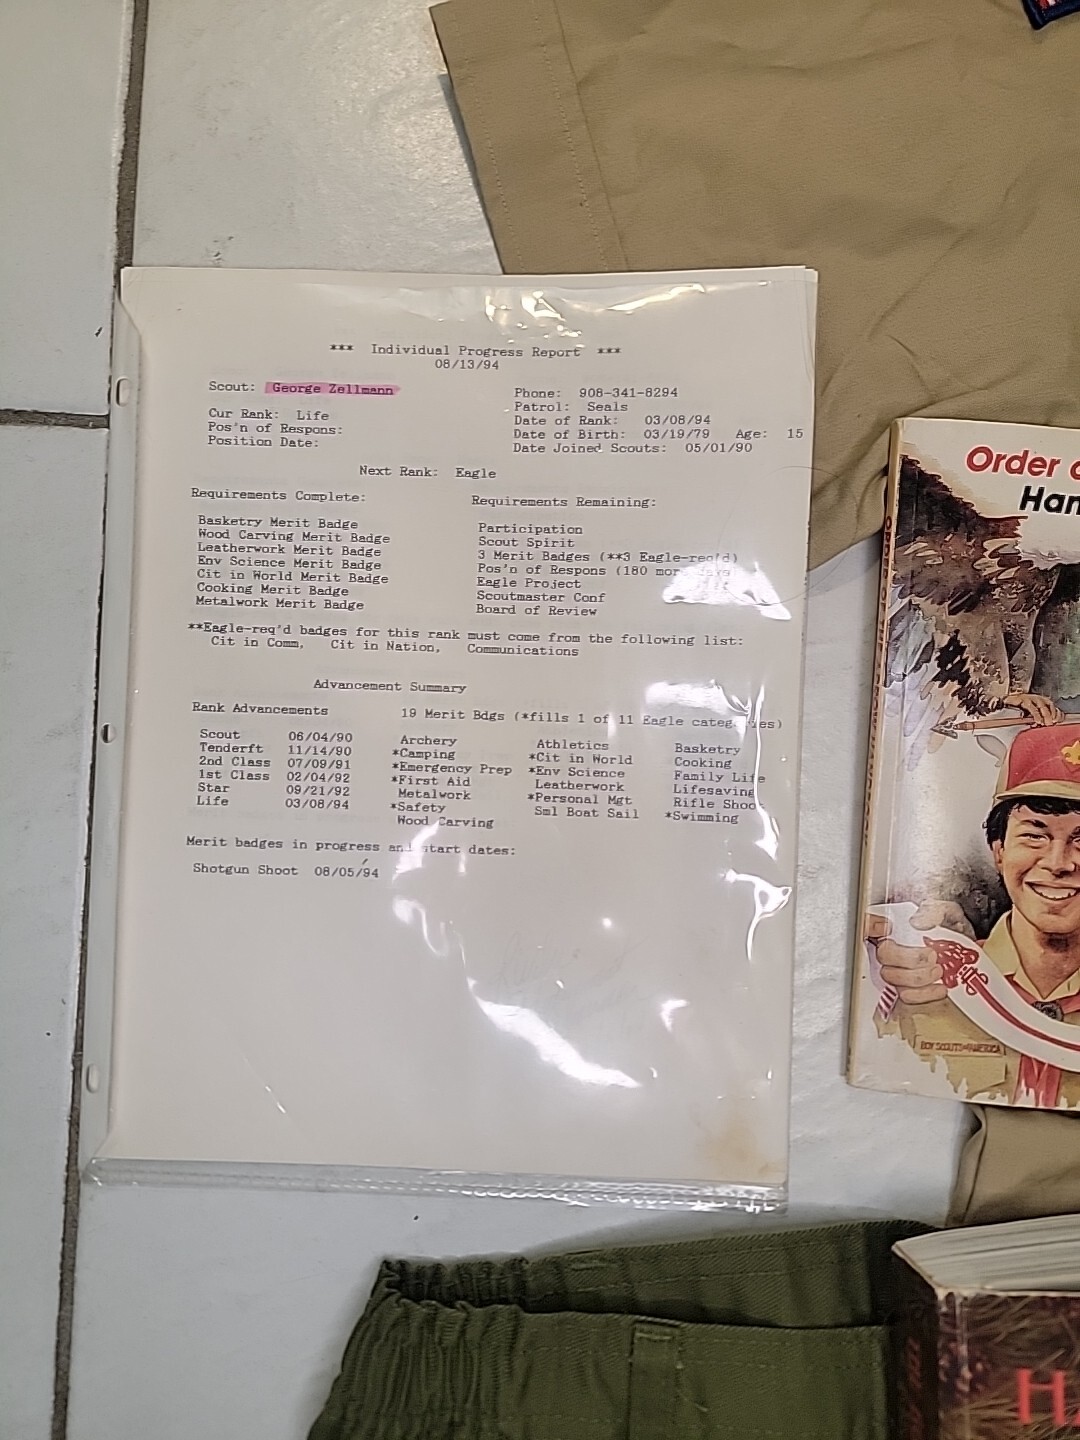 *** Individual Progress Report ***
08/13/94
Scout: George Zellmann
Phone: 908-341-8294
Patrol: Seals
Cur Rank: Life
Date of Rank: 03/08/94
Pos'n of Respons:
Date of Birth: 03/19/79 Age: 15
Position Date:
Date Joined Scouts: 05/01/90
Next Rank: Eagle
Requirements Complete:
Basketry Merit Badge
Wood Carving Merit Badge
Leatherwork Merit Badge
Env Science Merit Badge
Cit in World Merit Badge
Cooking Merit Badge
Metalwork Merit Badge
Requirements Remaining:
Participation
Scout Spirit
3 Merit Badges (**3 Eagle-req'd)
Pos'n of Respons (180 more days
Eagle Project
Scoutmaster Conf
Board of Review
**Eagle-req'd badges for this rank must come from the following list:
Cit in Comm, Cit in Nation, Communications
Advancement Summary
Rank Advancements
Scout 06/04/90
Tenderft 11/14/90
2nd Class 07/09/91
1st Class 02/04/92
Star 09/21/92
Life 03/08/94
19 Merit Bdgs (*fills 1 of 11 Eagle categories)
Archery Athletics Basketry
*Camping *Cit in World Cooking
*Emergency Prep *Env Science Family Life
*First Aid Leatherwork Lifesaving
Metalwork *Personal Mgt Rifle Shoot
*Safety Sml Boat Sail *Swimming
Wood Carving
Merit badges in progress and start dates:
Shotgun Shoot 08/05/94
Order
Han
BOY SCOUTS OF AMERICA
HA